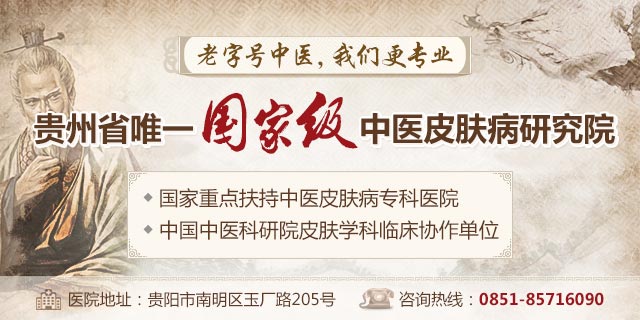 老字号中医，我们更专业
贵州省唯一国家级中医皮肤病研究院
国家重点扶持中医皮肤病专科医院
中国中医科研院皮肤学科临床协作单位
医院地址：贵阳市南明区玉厂路205号 咨询热线：0851-85716090